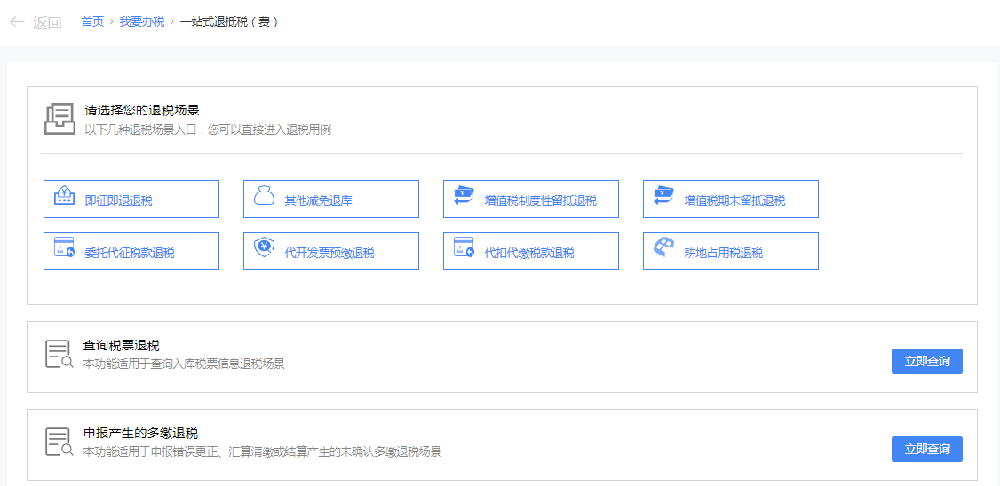 返回 首页 > 我要办税 > 一站式退抵税（费）
请选择您的退税场景
以下几种退税场景入口，您可以直接进入退税用例
即征即退退税 其他减免退库 增值税制度性留抵退税 增值税期末留抵退税
委托代征税款退税 代开发票预缴退税 代扣代缴税款退税 耕地占用税退税
查询税票退税
本功能适用于查询入库税票信息退税场景
立即查询
申报产生的多缴退税
本功能适用于申报错误更正、汇算清缴或结算产生的未确认多缴退税场景
立即查询